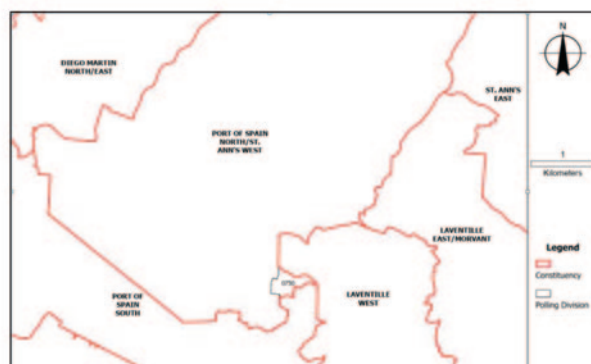 DIEGO MARTIN
NORTH/EAST
N
ST. ANN'S
EAST
PORT OF SPAIN
NORTH/ST.
ANN'S WEST
1
Kilometers
LAVENTILLE
EAST/MORVANT
Legend
Constituency
Polling Division
PORT OF
SPAIN
SOUTH
LAVENTILLE
WEST